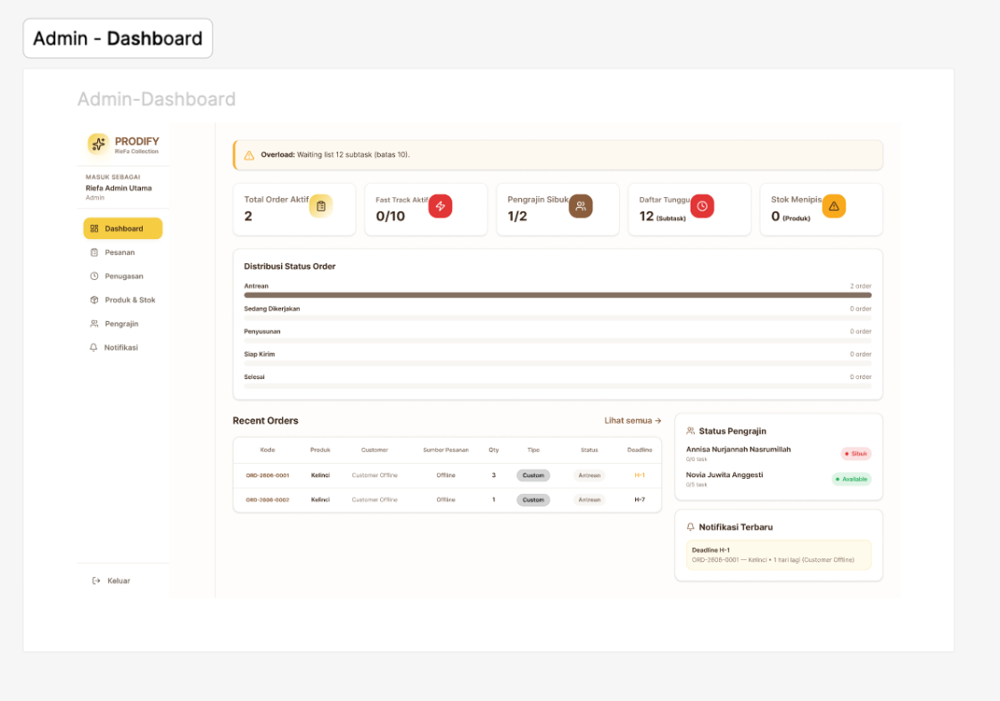 Admin - Dashboard
Admin-Dashboard
PRODIFY
RieFa Collection
MASUK SEBAGAI
Riefa Admin Utama
Admin
Dashboard
Pesanan
Penugasan
Produk & Stok
Pengrajin
Notifikasi
Keluar
Overload: Waiting list 12 subtask (batas 10).
Total Order Aktif
2
Fast Track Aktif
0/10
Pengrajin Sibuk
1/2
Daftar Tunggu
12 (Subtask)
Stok Menipis
0 (Produk)
Distribusi Status Order
Antrean 2 order
Sedang Dikerjakan 0 order
Penyusunan 0 order
Siap Kirim 0 order
Selesai 0 order
Recent Orders Lihat semua →
Kode Produk Customer Sumber Pesanan Qty Tipe Status Deadline
ORD-2606-0001 Kelinci Customer Offline Offline 3 Custom Antrean H-1
ORD-2606-0002 Kelinci Customer Offline Offline 1 Custom Antrean H-7
Status Pengrajin
Annisa Nurjannah Nasrumillah
0/0 task
• Sibuk
Novia Juwita Anggesti
0/5 task
• Available
Notifikasi Terbaru
Deadline H-1
ORD-2606-0001 — Kelinci • 1 hari lagi (Customer Offline)